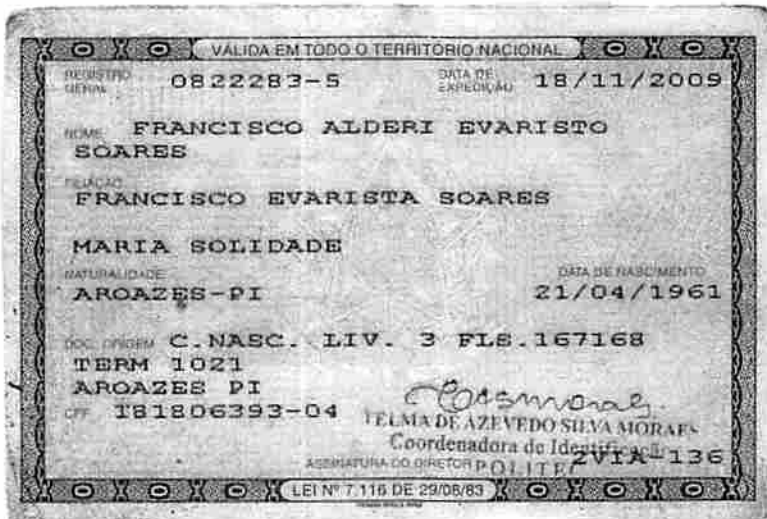 VÁLIDA EM TODO O TERRITÓRIO NACIONAL
REGISTRO GERAL 0822283-5 DATA DE EXPEDIÇÃO 18/11/2009
NOME FRANCISCO ALDERI EVARISTO
SOARES
FILIAÇÃO
FRANCISCO EVARISTA SOARES
MARIA SOLIDADE
NATURALIDADE DATA DE NASCIMENTO
AROAZES-PI 21/04/1961
DOC. ORIGEM C.NASC. LIV. 3 FLS.167168
TERM 1021
AROAZES PI
CPF 181806393-04
TELMA DE AZEVEDO SILVA MORAES
Coordenadora de Identificação
ASSINATURA DO DIRETOR POLITEC 2VIA 136
LEI Nº 7.116 DE 29/08/83